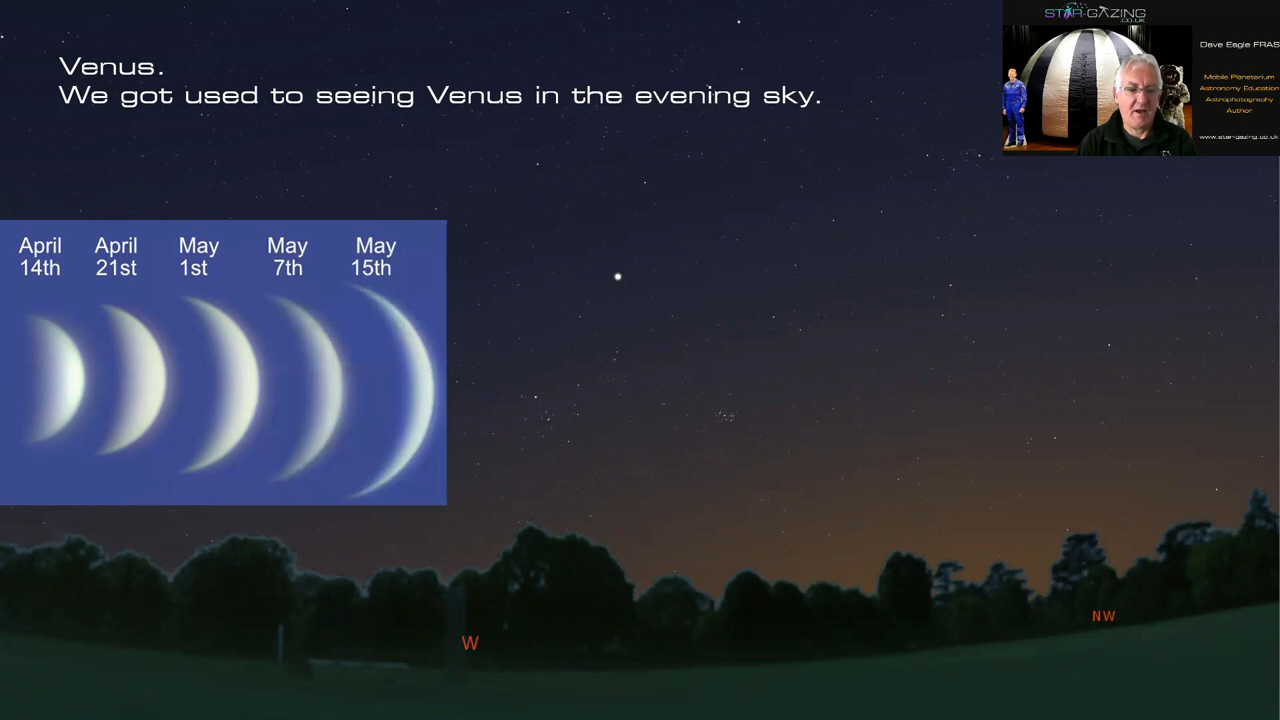 Venus.
We got used to seeing Venus in the evening sky.
STAR-GAZING
.CO.UK
Dave Eagle FRAS
Mobile Planetarium
Astronomy Education
Astrophotography
Author
www.star-gazing.co.uk
April 14th
April 21st
May 1st
May 7th
May 15th
W
NW